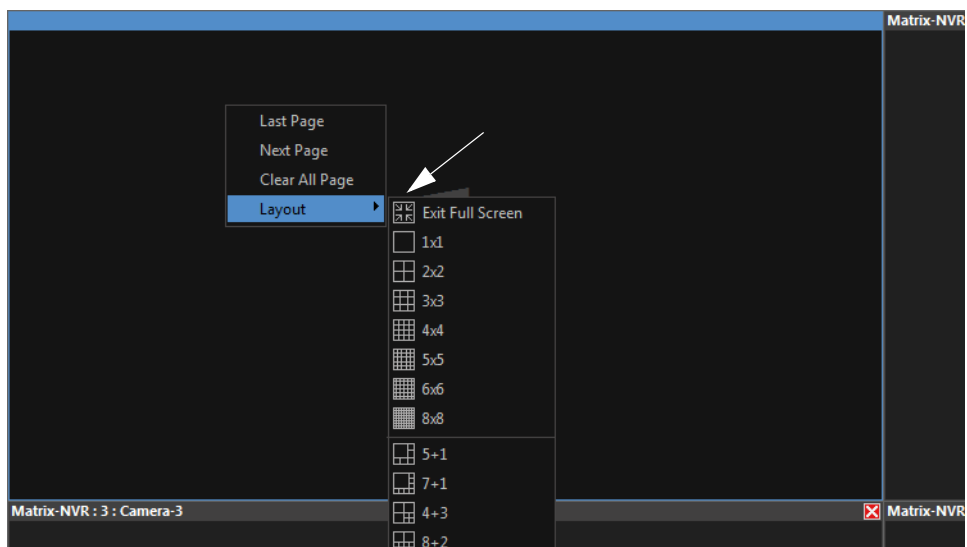 Matrix-NVR
Last Page
Next Page
Clear All Page
Layout
Exit Full Screen
1x1
2x2
3x3
4x4
5x5
6x6
8x8
5+1
7+1
4+3
8+2
Matrix-NVR : 3 : Camera-3
Matrix-NVR